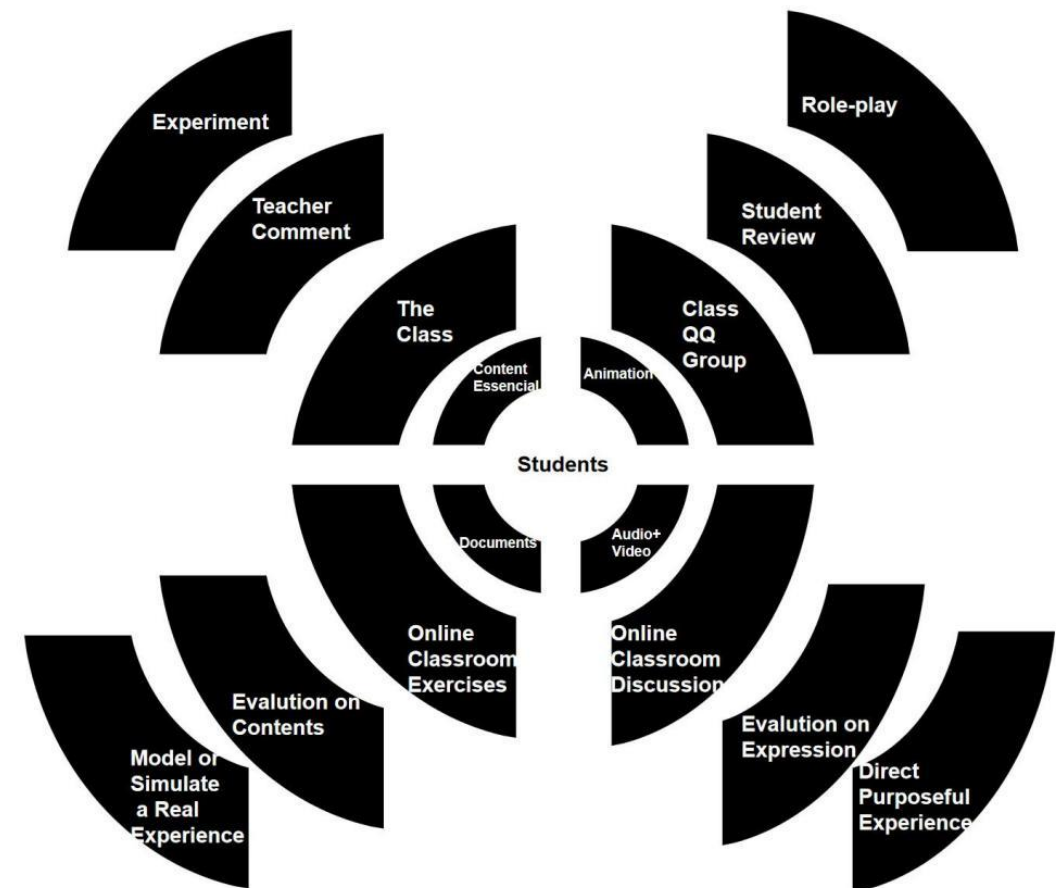 Experiment
Role-play
Teacher
Comment
Student
Review
The
Class
Class
QQ
Group
Content
Essencial
Animation
Students
Documents
Audio+
Video
Online
Classroom
Exercises
Online
Classroom
Discussion
Evalution on
Contents
Evalution on
Expression
Model or
Simulate
a Real
Experience
Direct
Purposeful
Experience